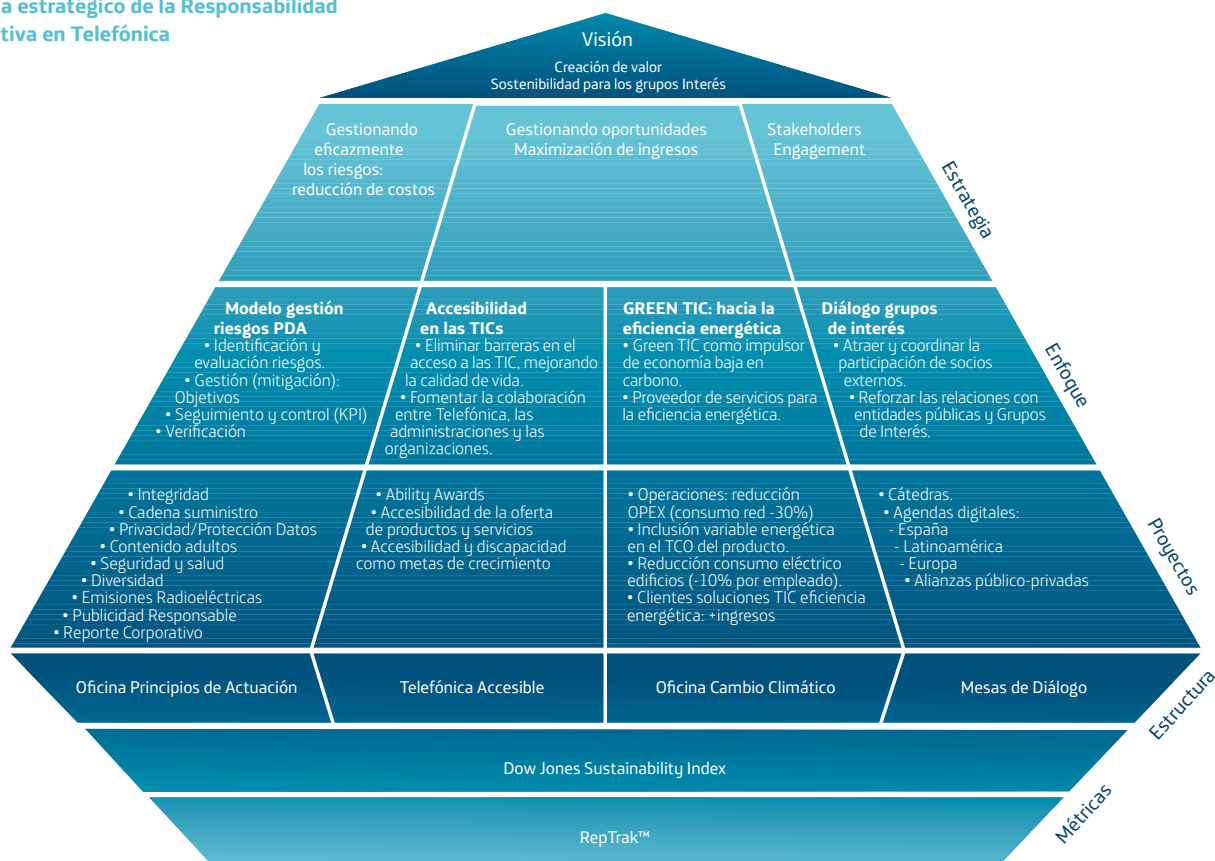 a estratégico de la Responsabilidad
tiva en Telefónica
Visión
Creación de valor
Sostenibilidad para los grupos Interés
Gestionando
eficazmente
los riesgos:
reducción de costos
Gestionando oportunidades
Maximización de ingresos
Stakeholders
Engagement
Estrategia
Modelo gestión
riesgos PDA
• Identificación y
evaluación riesgos.
• Gestión (mitigación):
Objetivos
• Seguimiento y control (KPI)
• Verificación
Accesibilidad
en las TICs
• Eliminar barreras en el
acceso a las TIC, mejorando
la calidad de vida.
• Fomentar la colaboración
entre Telefónica, las
administraciones y las
organizaciones.
GREEN TIC: hacia la
eficiencia energética
• Green TIC como impulsor
de economía baja en
carbono.
• Proveedor de servicios para
la eficiencia energética.
Diálogo grupos
de interés
• Atraer y coordinar la
participación de socios
externos.
• Reforzar las relaciones con
entidades públicas y Grupos
de Interés.
Enfoque
• Integridad
• Cadena suministro
• Privacidad/Protección Datos
• Contenido adultos
• Seguridad y salud
• Diversidad
• Emisiones Radioeléctricas
• Publicidad Responsable
• Reporte Corporativo
• Ability Awards
• Accesibilidad de la oferta
de productos y servicios
• Accesibilidad y discapacidad
como metas de crecimiento
• Operaciones: reducción
OPEX (consumo red -30%)
• Inclusión variable energética
en el TCO del producto.
• Reducción consumo eléctrico
edificios (-10% por empleado).
• Clientes soluciones TIC eficiencia
energética: +ingresos
• Cátedras.
• Agendas digitales:
- España
- Latinoamérica
- Europa
• Alianzas público-privadas
Proyectos
Oficina Principios de Actuación
Telefónica Accesible
Oficina Cambio Climático
Mesas de Diálogo
Estructura
Dow Jones Sustainability Index
RepTrak™
Métricas